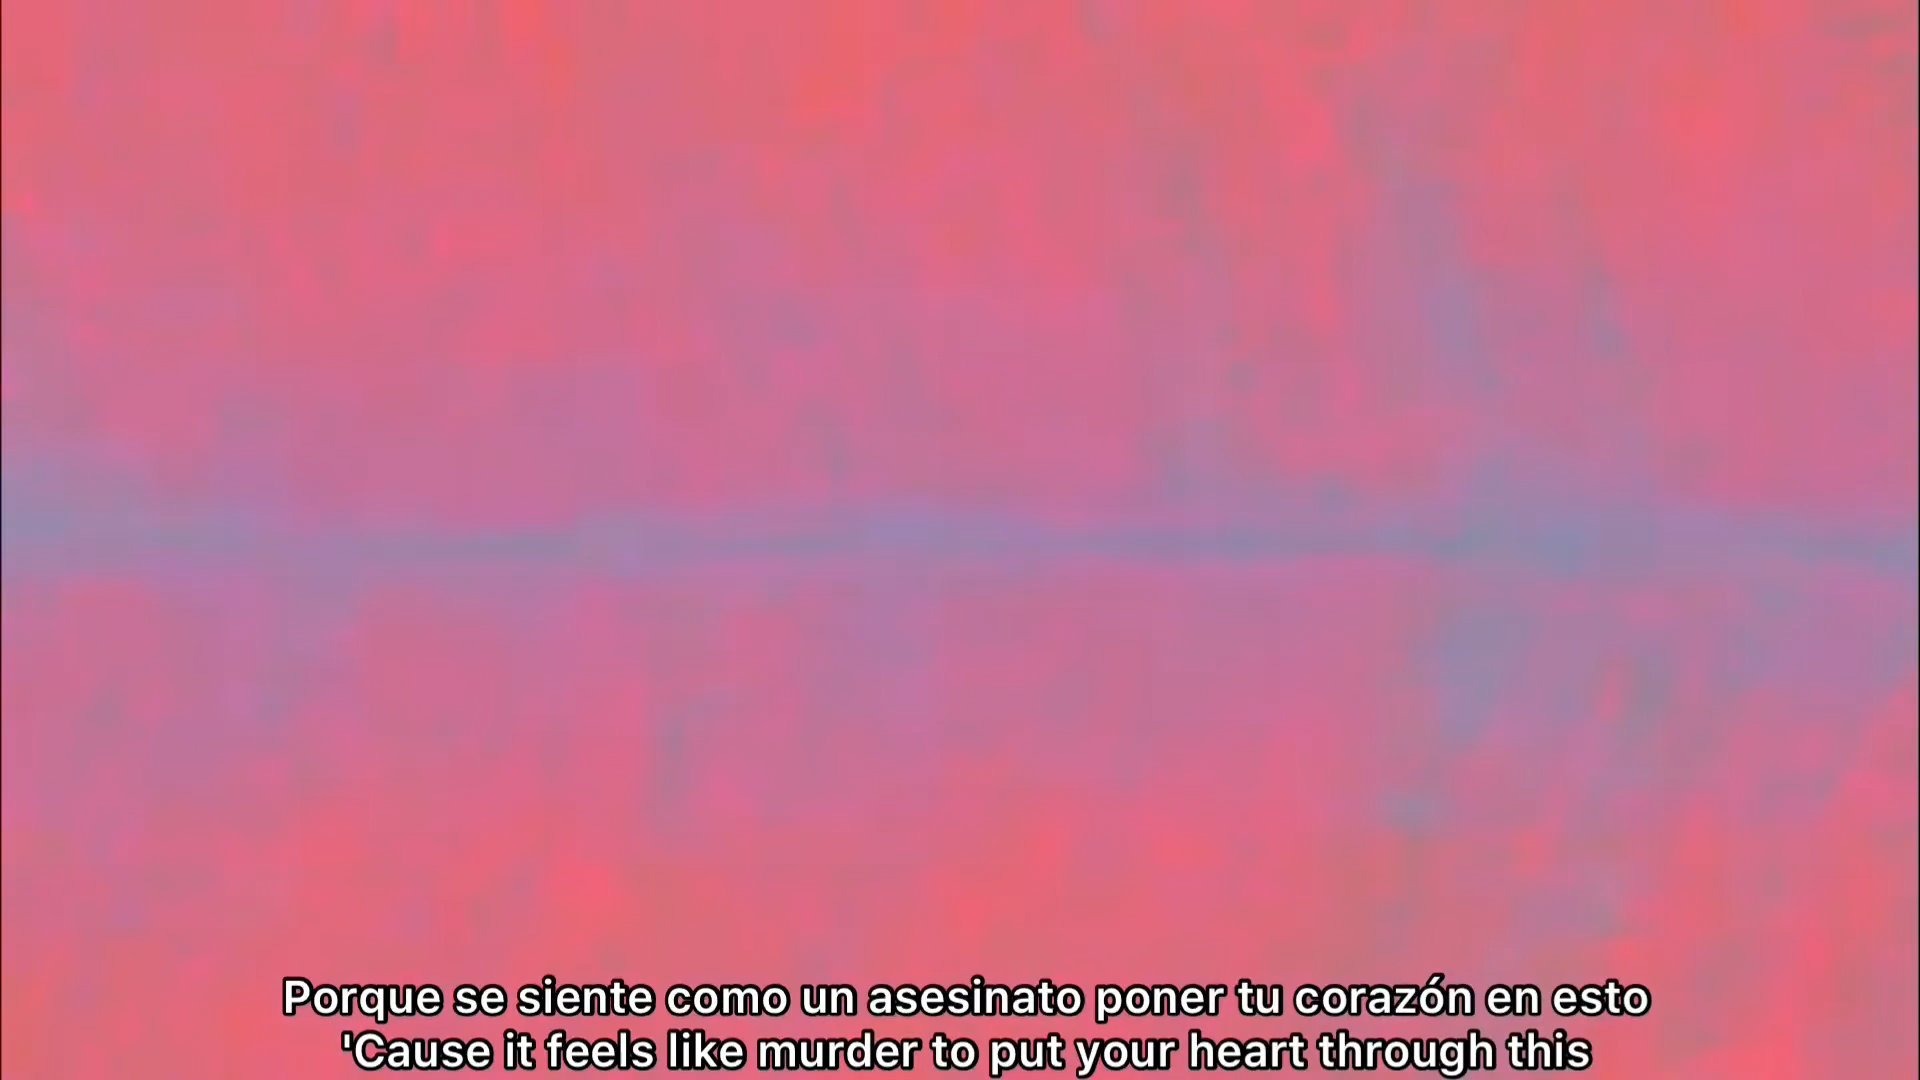 Porque se siente como un asesinato poner tu corazón en esto
'Cause it feels like murder to put your heart through this